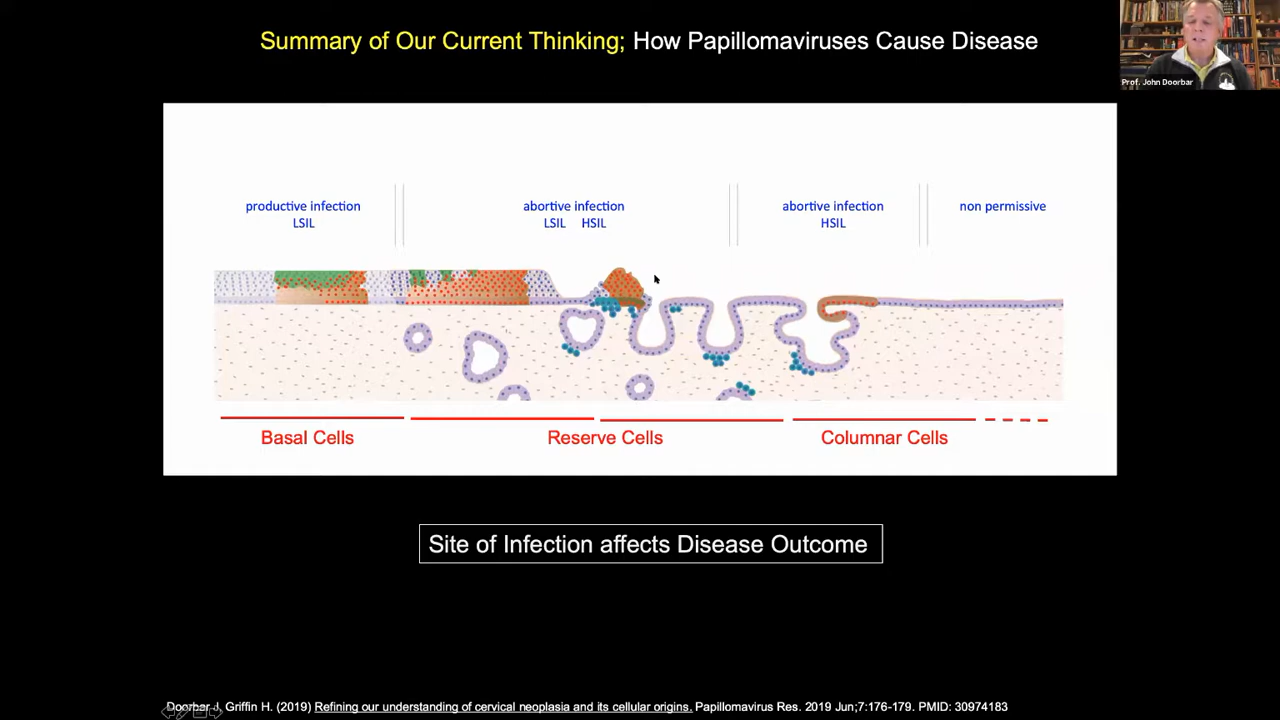 Summary of Our Current Thinking; How Papillomaviruses Cause Disease
Prof. John Doorbar
productive infection
LSIL
abortive infection
LSIL HSIL
abortive infection
HSIL
non permissive
Basal Cells
Reserve Cells
Columnar Cells
Site of Infection affects Disease Outcome
Doorbar J, Griffin H. (2019) Refining our understanding of cervical neoplasia and its cellular origins. Papillomavirus Res. 2019 Jun;7:176-179. PMID: 30974183